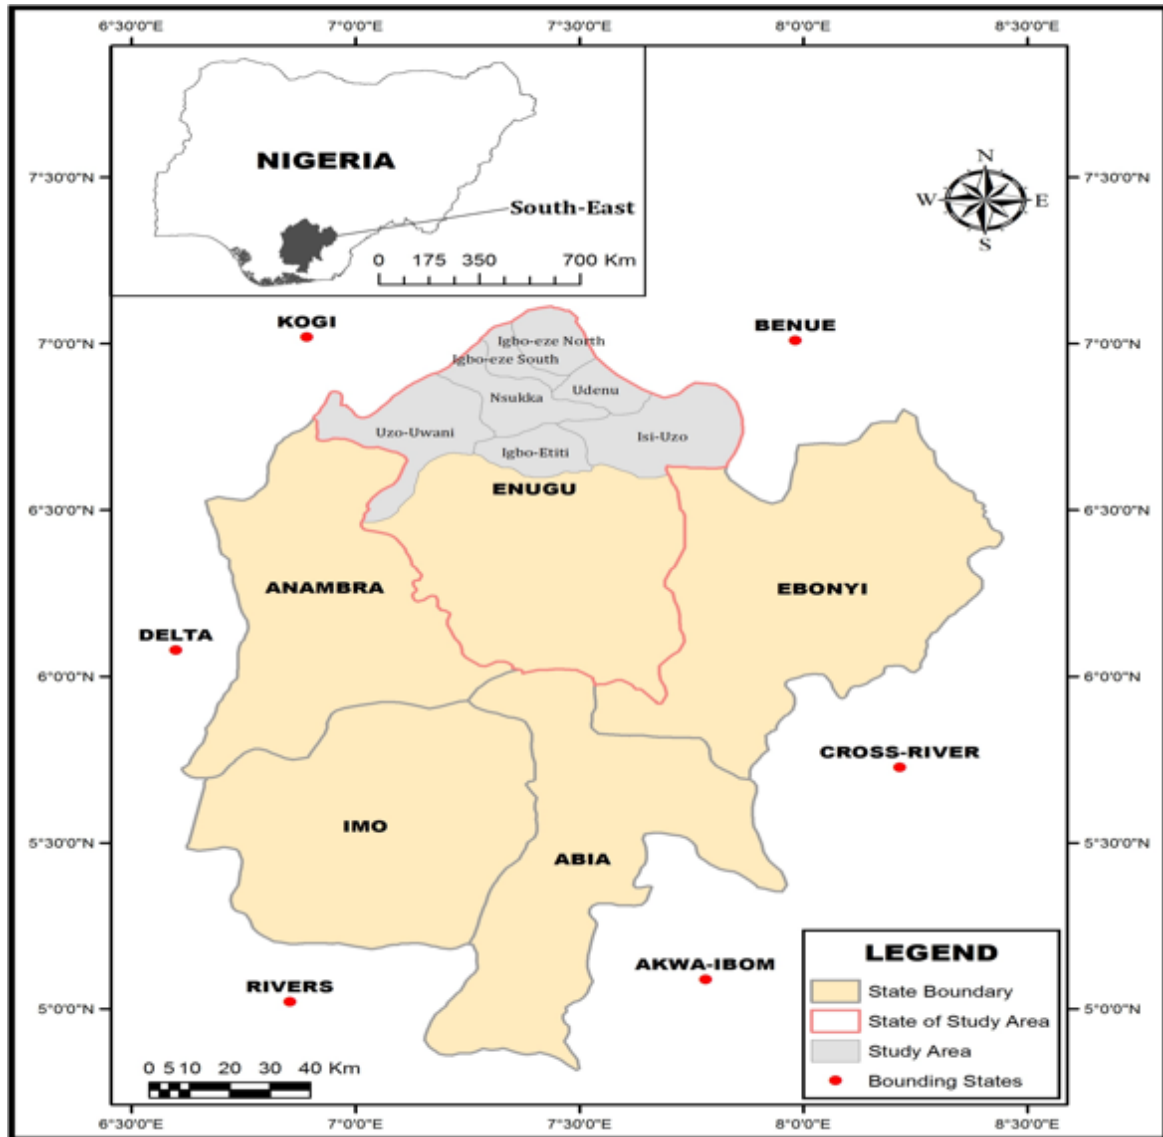 6°30'0"E 7°0'0"E 7°30'0"E 8°0'0"E 8°30'0"E
NIGERIA
South-East
0 175 350 700 Km
N
W E
S
7°30'0"N 7°30'0"N
KOGI
BENUE
7°0'0"N 7°0'0"N
Igbo-eze North
Igbo-eze South
Udenu
Nsukka
Uzo-Uwani
Isi-Uzo
Igbo-Etiti
ENUGU
6°30'0"N 6°30'0"N
ANAMBRA
EBONYI
DELTA
6°0'0"N 6°0'0"N
CROSS-RIVER
IMO
5°30'0"N 5°30'0"N
ABIA
AKWA-IBOM
RIVERS
5°0'0"N 5°0'0"N
LEGEND
State Boundary
State of Study Area
Study Area
Bounding States
0 5 10 20 30 40 Km
6°30'0"E 7°0'0"E 7°30'0"E 8°0'0"E 8°30'0"E